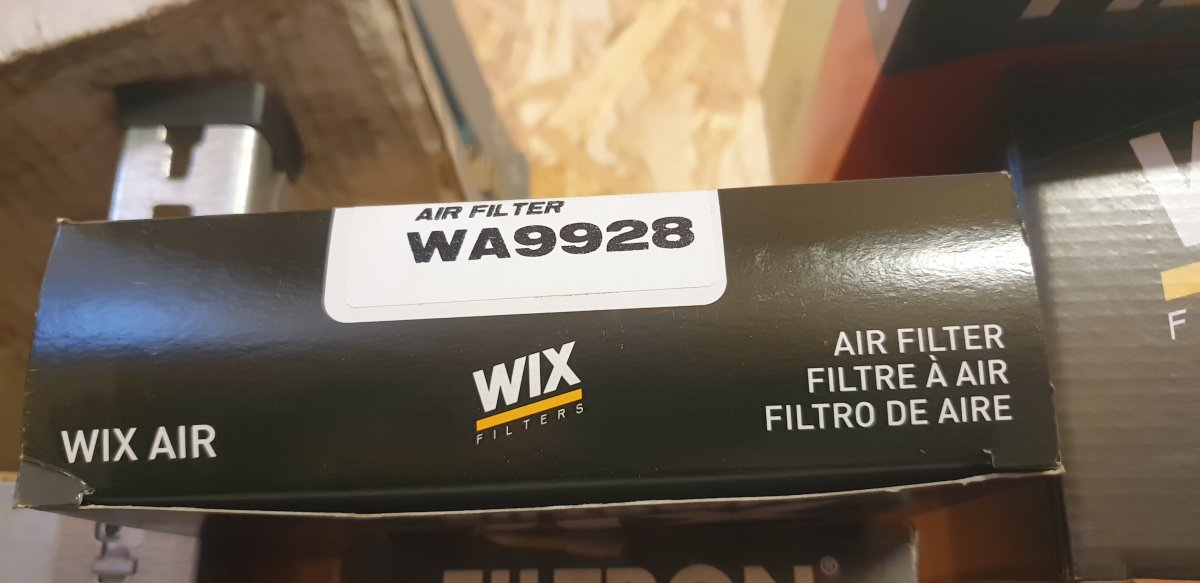 AIR FILTER
WA9928
WIX
FILTERS
WIX AIR
AIR FILTER
FILTRE À AIR
FILTRO DE AIRE